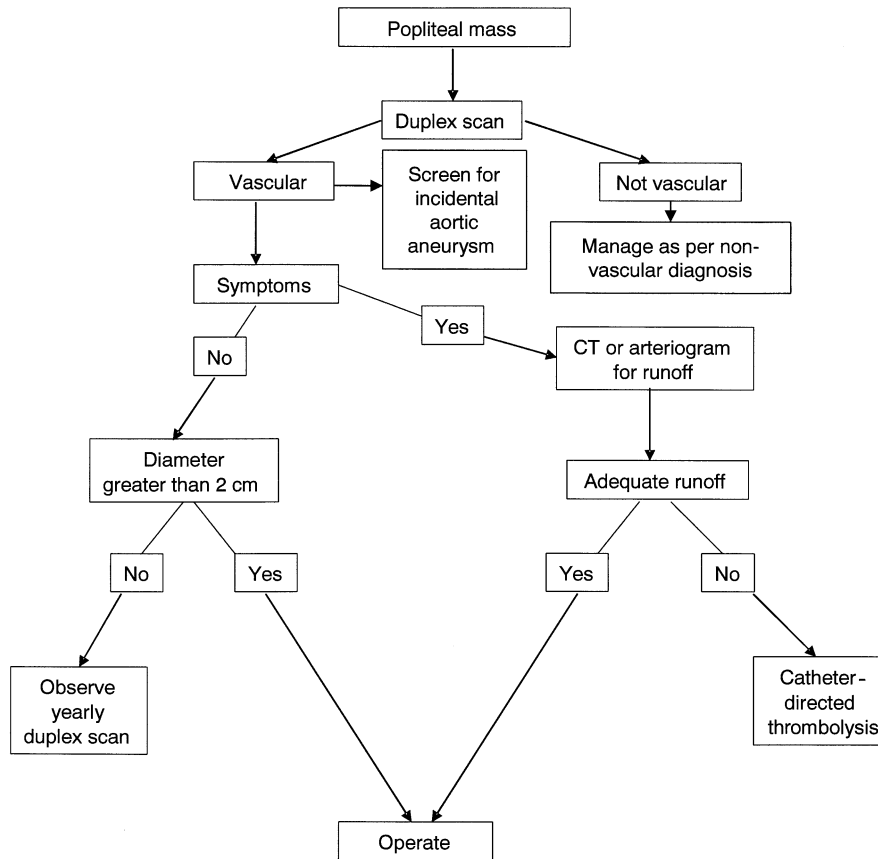 Popliteal mass
Duplex scan
Vascular
Screen for
incidental
aortic
aneurysm
Not vascular
Manage as per non-
vascular diagnosis
Symptoms
Yes
No
CT or arteriogram
for runoff
Diameter
greater than 2 cm
Adequate runoff
No
Yes
Yes
No
Observe
yearly
duplex scan
Catheter-
directed
thrombolysis
Operate